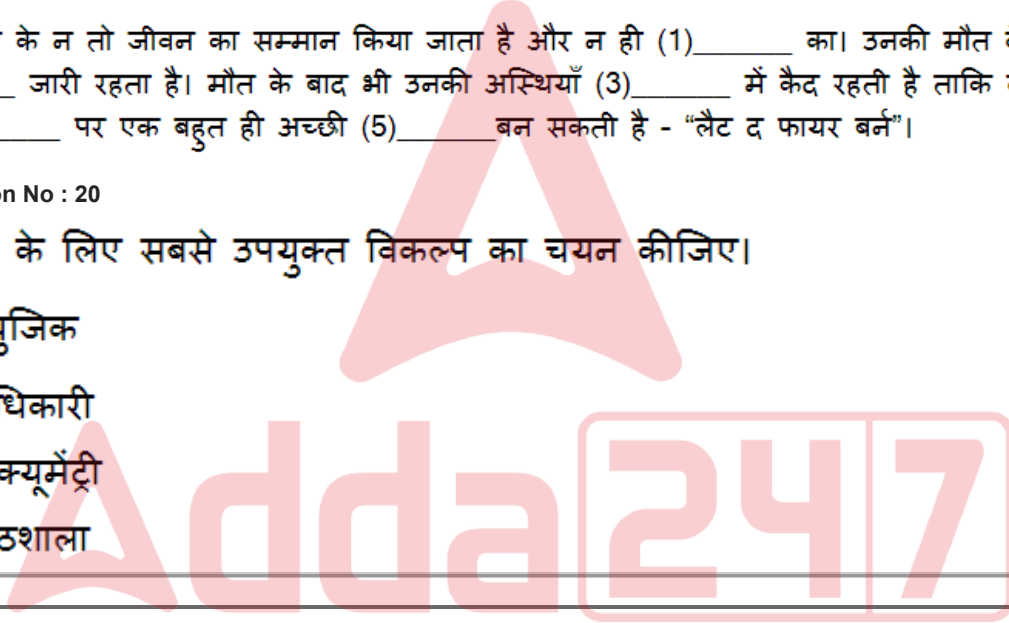 के न तो जीवन का सम्मान किया जाता है और न ही (1)_______ का। उनकी मौत
_ जारी रहता है। मौत के बाद भी उनकी अस्थियाँ (3)_______ में कैद रहती है ताकि
____ पर एक बहुत ही अच्छी (5)_______बन सकती है - “लैट द फायर बर्न”।
on No : 20
के लिए सबसे उपयुक्त विकल्प का चयन कीजिए।
युजिक
धिकारी
क्यूमेंट्री
ठशाला
Adda247